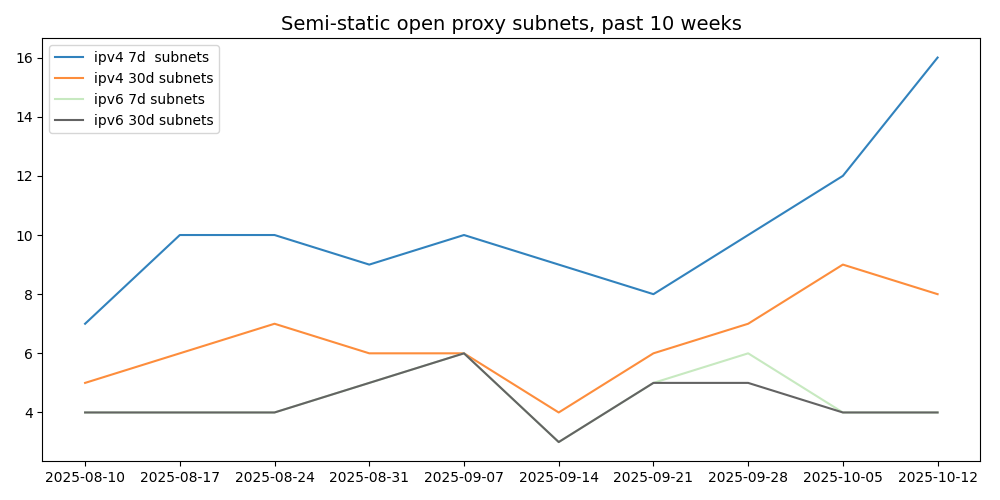 Semi-static open proxy subnets, past 10 weeks
ipv4 7d  subnets
ipv4 30d subnets
ipv6 7d subnets
ipv6 30d subnets
16
14
12
10
8
6
4
2025-08-10 2025-08-17 2025-08-24 2025-08-31 2025-09-07 2025-09-14 2025-09-21 2025-09-28 2025-10-05 2025-10-12